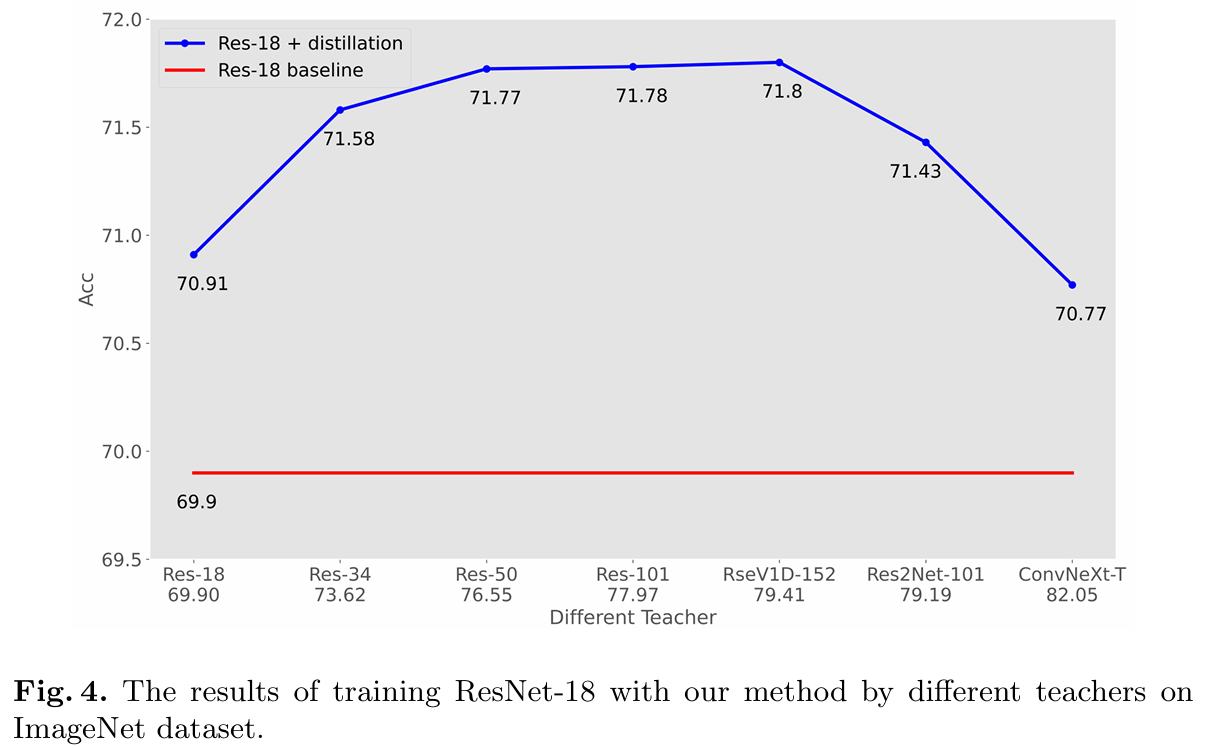 72.0
Res-18 + distillation
Res-18 baseline
71.8
71.77
71.78
71.5
71.58
71.43
71.0
70.91
70.77
Acc
70.5
70.0
69.9
69.5
Res-18 Res-34 Res-50 Res-101 RseV1D-152 Res2Net-101 ConvNeXt-T
69.90 73.62 76.55 77.97 79.41 79.19 82.05
Different Teacher
Fig. 4. The results of training ResNet-18 with our method by different teachers on
ImageNet dataset.